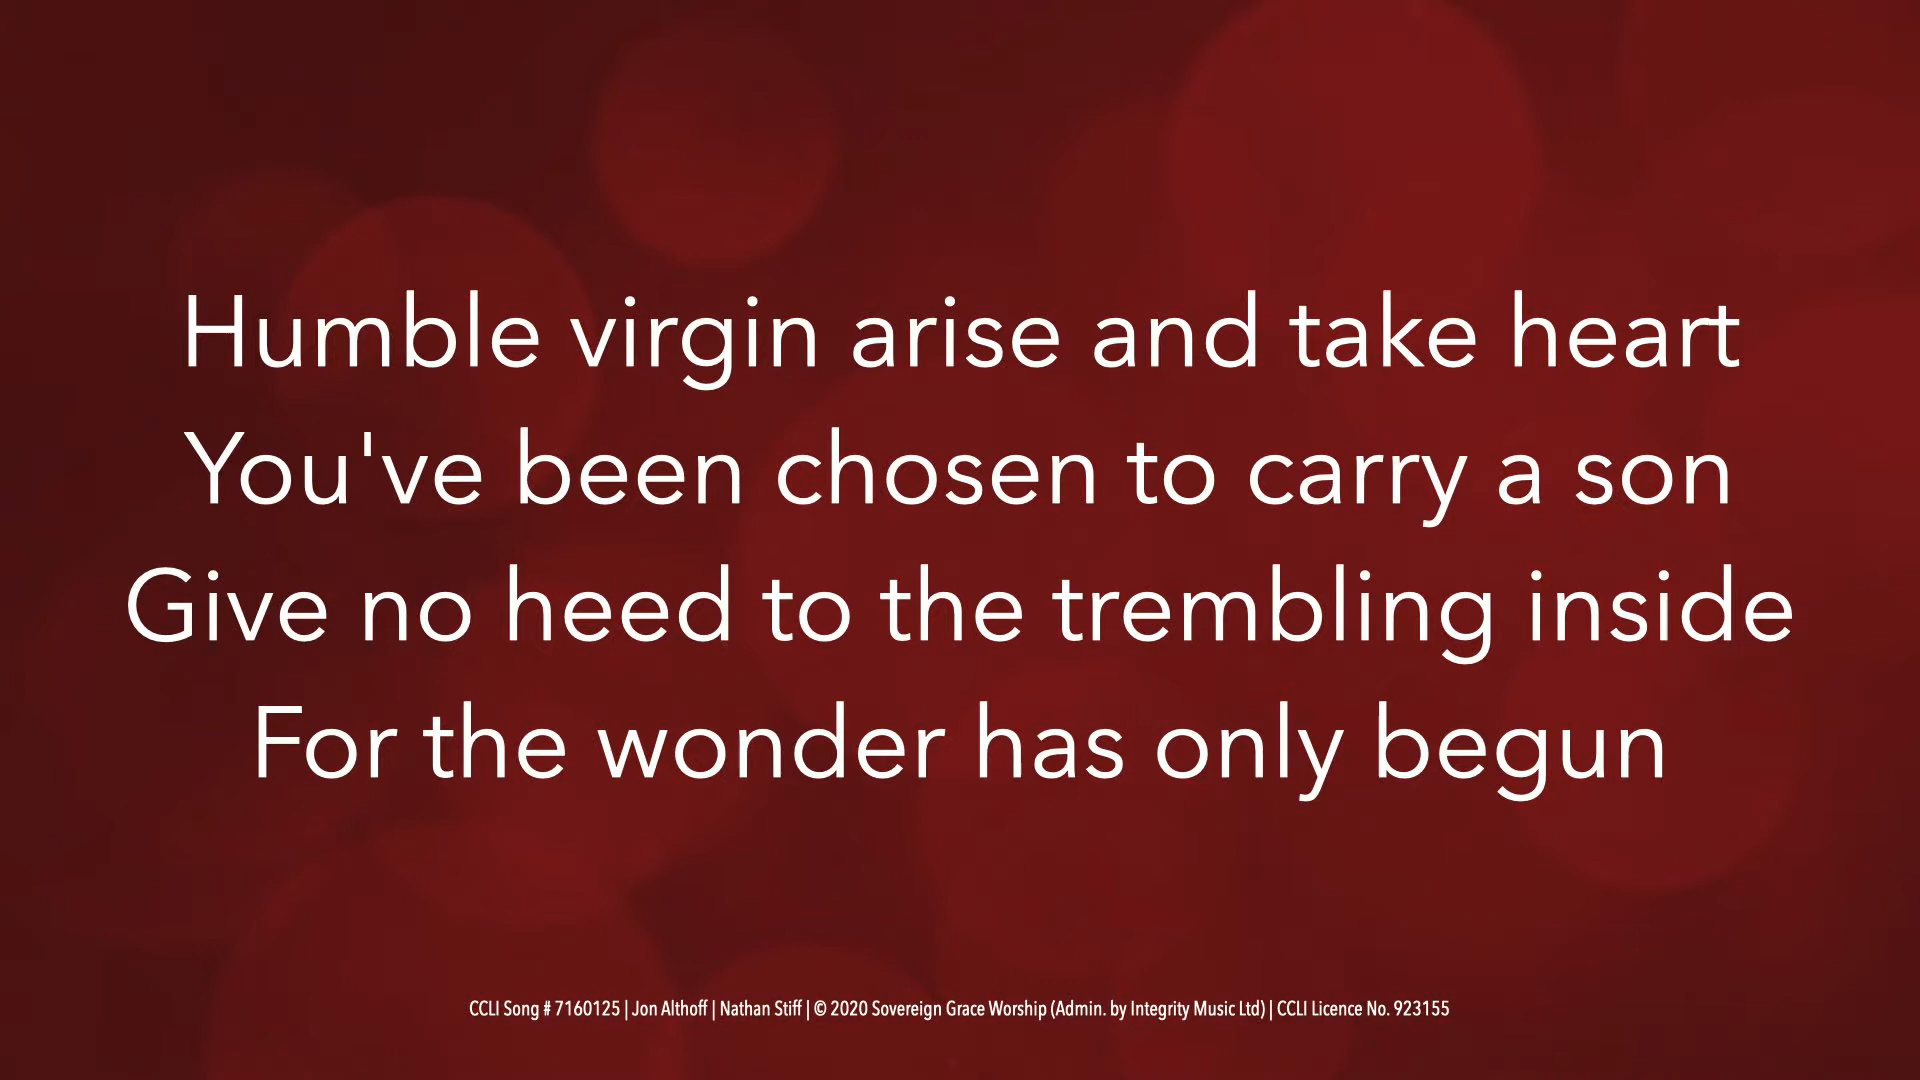 Humble virgin arise and take heart
You've been chosen to carry a son
Give no heed to the trembling inside
For the wonder has only begun
CCLI Song # 7160125 | Jon Althoff | Nathan Stiff | © 2020 Sovereign Grace Worship (Admin. by Integrity Music Ltd) | CCLI Licence No. 923155